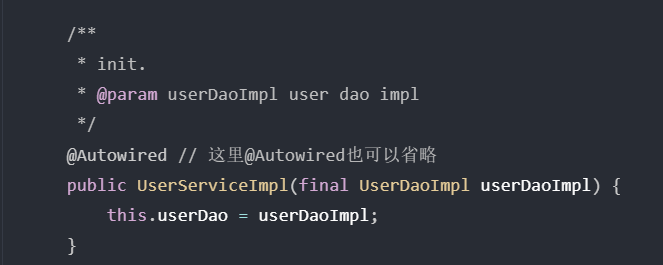 /**
* init.
* @param userDaoImpl user dao impl
*/
@Autowired // 这里@Autowired也可以省略
public UserServiceImpl(final UserDaoImpl userDaoImpl) {
this.userDao = userDaoImpl;
}